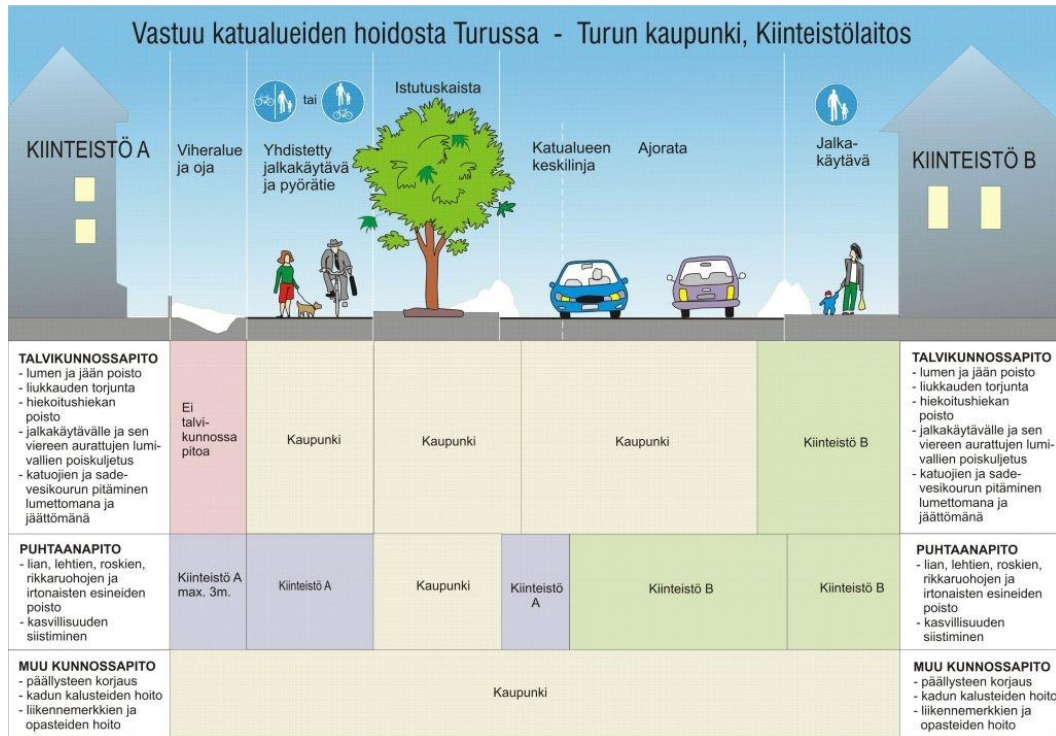 Vastuu katualueiden hoidosta Turussa - Turun kaupunki, Kiinteistölaitos
KIINTEISTÖ A
Viheralue
ja oja
tai
Yhdistetty
jalkakäytävä
ja pyörätie
Istutuskaista
Katualueen
keskilinja
Ajorata
Jalka-
käytävä
KIINTEISTÖ B
TALVIKUNNOSSAPITO
- lumen ja jään poisto
- liukkauden torjunta
- hiekoitushiekan
poisto
- jalkakäytävälle ja sen
viereen aurattujen lumi-
vallien poiskuljetus
- katuojien ja sade-
vesikourun pitäminen
lumettomana ja
jäättömänä
Ei
talvi-
kunnossa
pitoa
Kaupunki
Kaupunki
Kaupunki
Kiinteistö B
TALVIKUNNOSSAPITO
- lumen ja jään poisto
- liukkauden torjunta
- hiekoitushiekan
poisto
- jalkakäytävälle ja sen
viereen aurattujen lumi-
vallien poiskuljetus
- katuojien ja sade-
vesikourun pitäminen
lumettomana ja
jäättömänä
PUHTAANAPITO
- lian, lehtien, roskien,
rikkaruohojen ja
irtonaisten esineiden
poisto
- kasvillisuuden
siistiminen
Kiinteistö A
max. 3m.
Kiinteistö A
Kaupunki
Kiinteistö
A
Kiinteistö B
Kiinteistö B
PUHTAANAPITO
- lian, lehtien, roskien,
rikkaruohojen ja
irtonaisten esineiden
poisto
- kasvillisuuden
siistiminen
MUU KUNNOSSAPITO
- päällysteen korjaus
- kadun kalusteiden hoito
- liikennemerkkien ja
opasteiden hoito
Kaupunki
MUU KUNNOSSAPITO
- päällysteen korjaus
- kadun kalusteiden hoito
- liikennemerkkien ja
opasteiden hoito